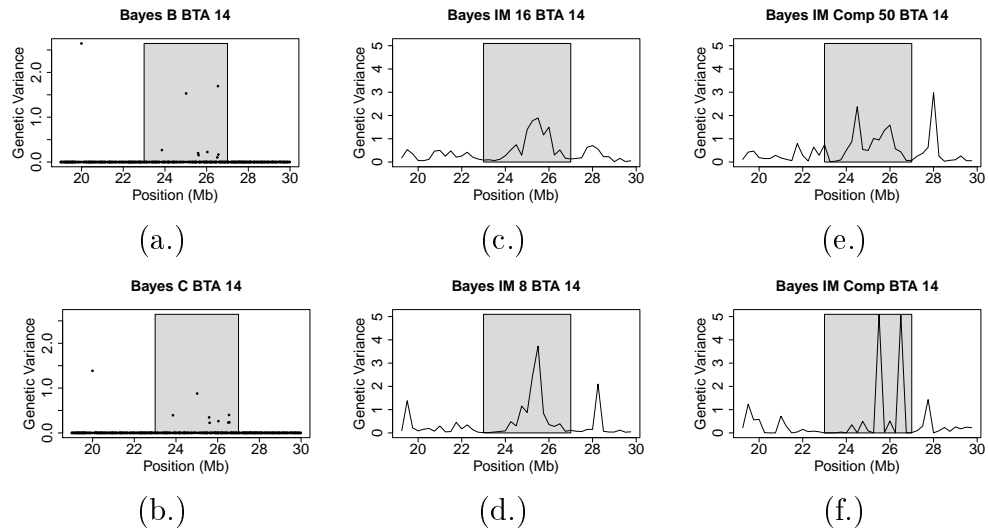 Bayes B BTA 14
Genetic Variance
0.0 1.0 2.0
20 22 24 26 28 30
Position (Mb)
(a.)
Bayes IM 16 BTA 14
Genetic Variance
0 1 2 3 4 5
20 22 24 26 28 30
Position (Mb)
(c.)
Bayes IM Comp 50 BTA 14
Genetic Variance
0 1 2 3 4 5
20 22 24 26 28 30
Position (Mb)
(e.)
Bayes C BTA 14
Genetic Variance
0.0 1.0 2.0
20 22 24 26 28 30
Position (Mb)
(b.)
Bayes IM 8 BTA 14
Genetic Variance
0 1 2 3 4 5
20 22 24 26 28 30
Position (Mb)
(d.)
Bayes IM Comp BTA 14
Genetic Variance
0 1 2 3 4 5
20 22 24 26 28 30
Position (Mb)
(f.)